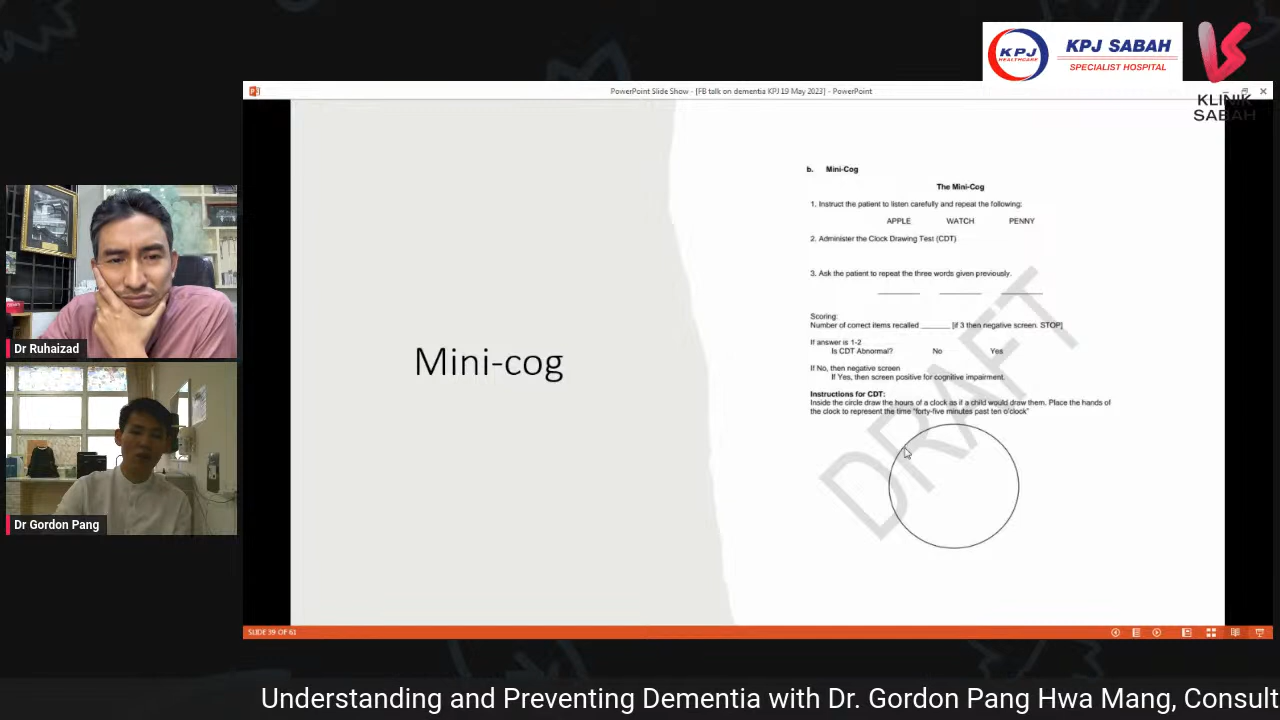 KPJ
HEALTHCARE
KPJ SABAH
SPECIALIST HOSPITAL
KLINIK
SABAH
PowerPoint Slide Show - [FB talk on dementia KPJ 19 May 2023] - PowerPoint
Mini-cog
b. Mini-Cog
The Mini-Cog
1. Instruct the patient to listen carefully and repeat the following:
APPLE WATCH PENNY
2. Administer the Clock Drawing Test (CDT)
3. Ask the patient to repeat the three words given previously.
Scoring:
Number of correct items recalled _______ [if 3 then negative screen. STOP]
If answer is 1-2
Is CDT Abnormal? No Yes
If No, then negative screen
If Yes, then screen positive for cognitive impairment.
Instructions for CDT:
Inside the circle draw the hours of a clock as if a child would draw them. Place the hands of
the clock to represent the time "forty-five minutes past ten o'clock"
DRAFT
Dr Ruhaizad
Dr Gordon Pang
SLIDE 39 OF 61
Understanding and Preventing Dementia with Dr. Gordon Pang Hwa Mang, Consult